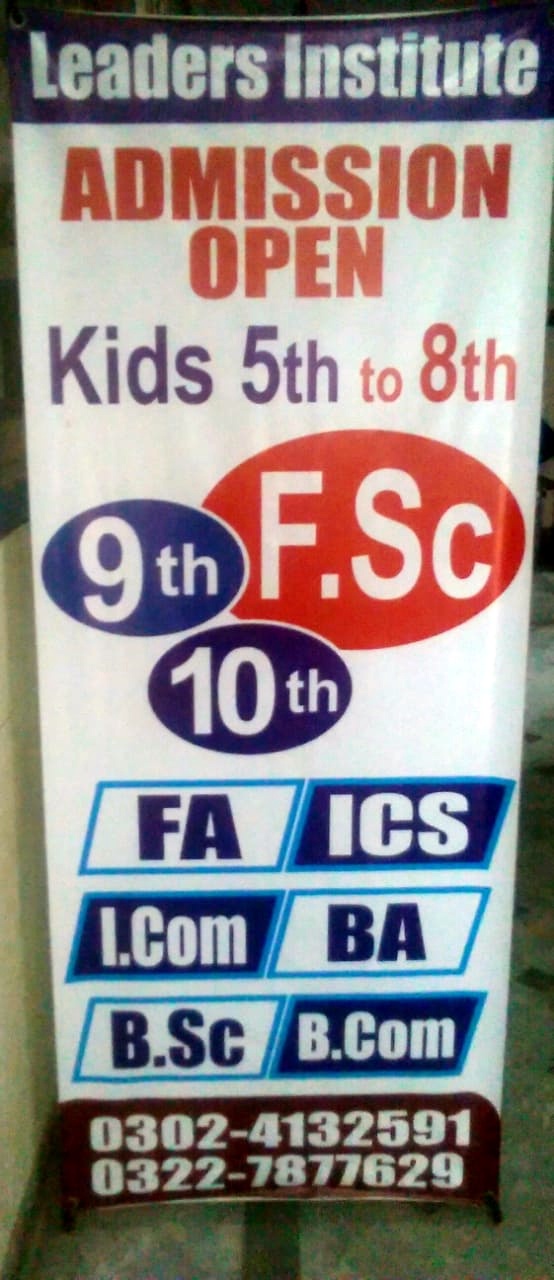 Leaders Institute
ADMISSION
OPEN
Kids 5th to 8th
F.Sc
9th
10th
FA ICS
I.Com BA
B.Sc B.Com
0302-4132591
0322-7877629